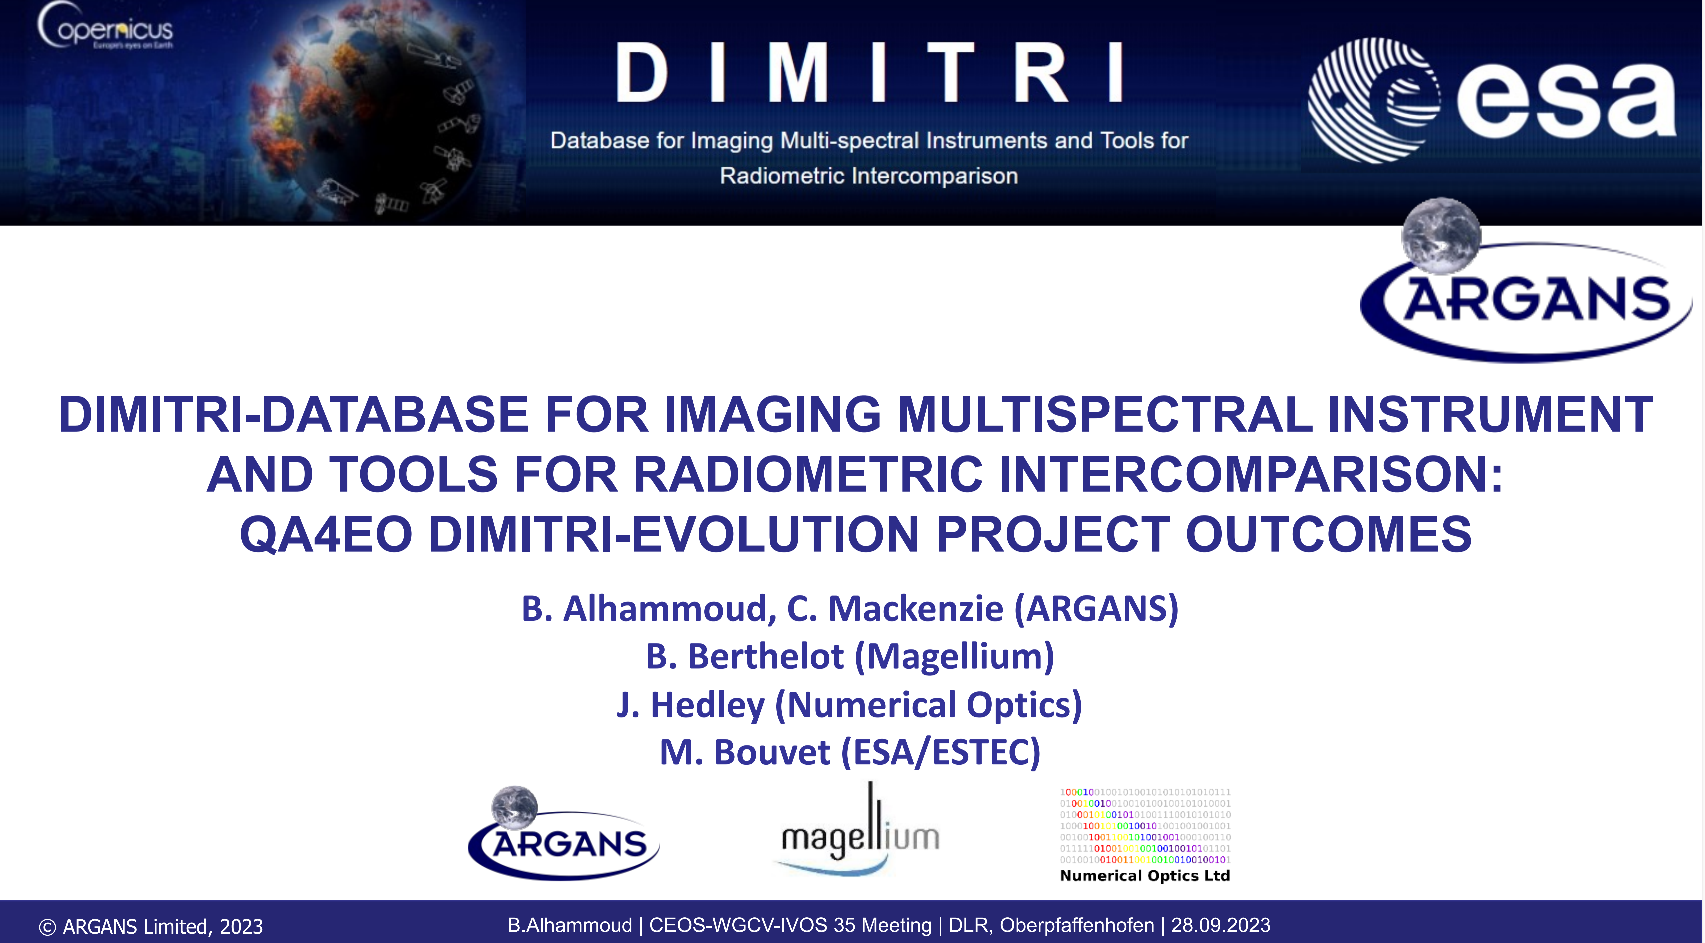 Copernicus
Europe's eyes on Earth
DIMITRI
Database for Imaging Multi-spectral Instruments and Tools for
Radiometric Intercomparison
esa
ARGANS
DIMITRI-DATABASE FOR IMAGING MULTISPECTRAL INSTRUMENT
AND TOOLS FOR RADIOMETRIC INTERCOMPARISON:
QA4EO DIMITRI-EVOLUTION PROJECT OUTCOMES
B. Alhammoud, C. Mackenzie (ARGANS)
B. Berthelot (Magellium)
J. Hedley (Numerical Optics)
M. Bouvet (ESA/ESTEC)
ARGANS
magellium
Numerical Optics Ltd
© ARGANS Limited, 2023
B.Alhammoud | CEOS-WGCV-IVOS 35 Meeting | DLR, Oberpfaffenhofen | 28.09.2023